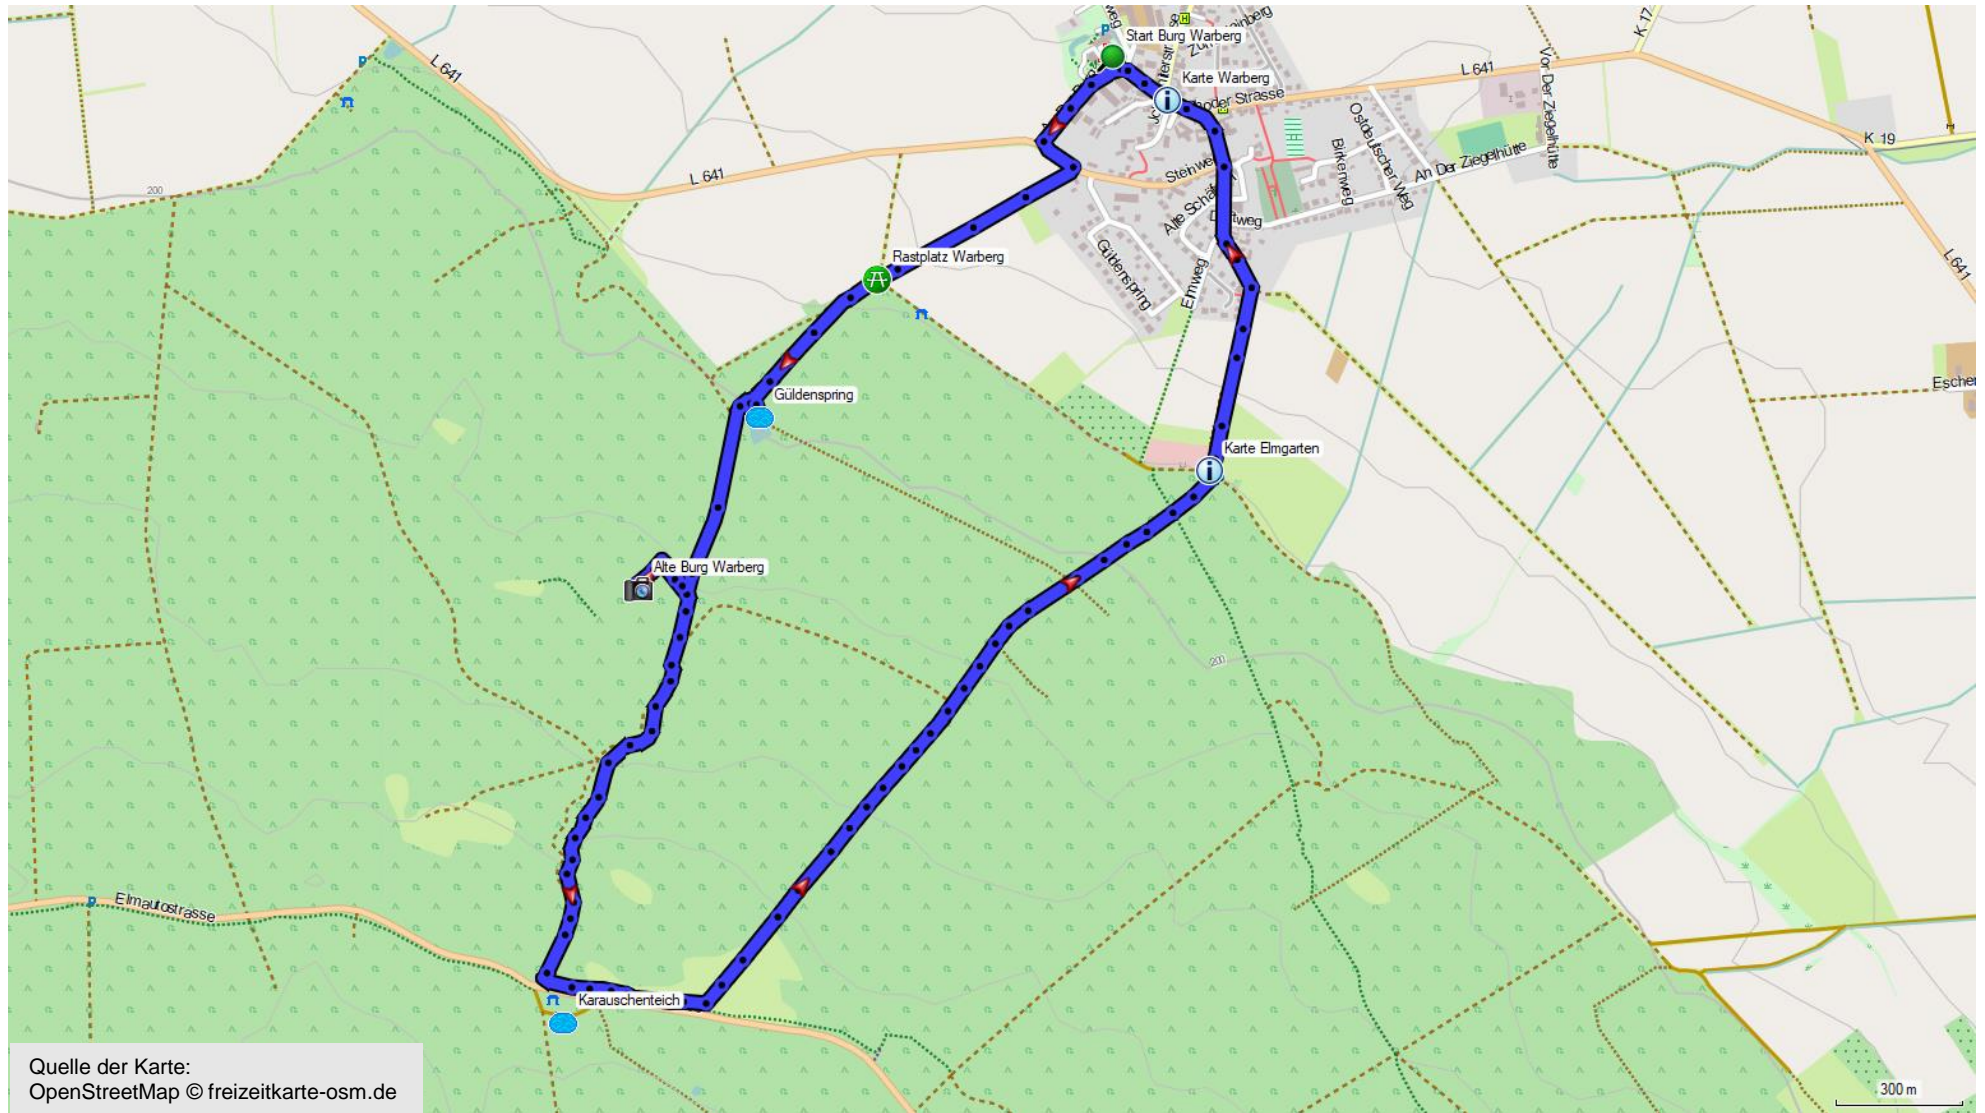 Start Burg Warberg
K 17
L 641
L 641
Karte Warberg
Vor Der Ziegelhütte
K 19
L 641
Steinweg
Ostdeutscher Weg
Birkenweg
An Der Ziegelhütte
200
Güldenspring
Elmweg
L 641
Rastplatz Warberg
Güldenspring
Karte Elmgarten
Alte Burg Warberg
200
Elmautostrasse
Karauschenteich
Quelle der Karte:
OpenStreetMap © freizeitkarte-osm.de
300 m